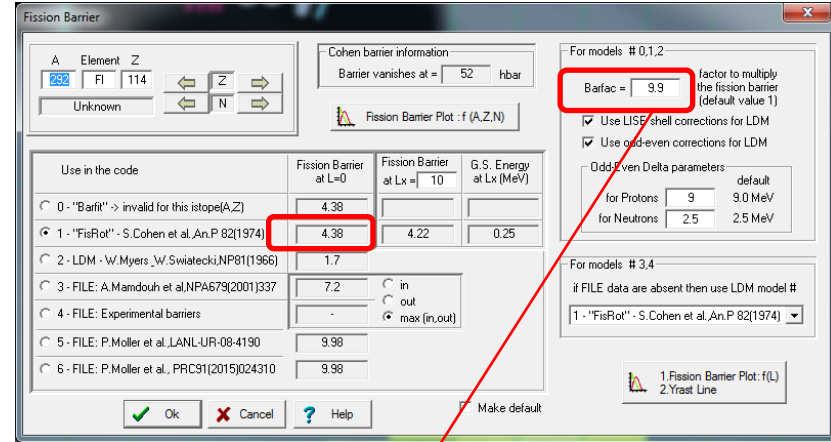 Fission Barrier
A Element Z
292 Fl 114
Unknown
Z
N
Cohen barrier information
Barrier vanishes at = 52 hbar
Fission Barrier Plot : f (A,Z,N)
For models # 0,1,2
Barfac = 9.9
factor to multiply
the fission barrier
(default value 1)
Use LISE shell corrections for LDM
Use odd-even corrections for LDM
Odd-Even Delta parameters
default
for Protons 9 9.0 MeV
for Neutrons 2.5 2.5 MeV
Use in the code
Fission Barrier
at L=0
Fission Barrier
at Lx = 10
G.S. Energy
at Lx (MeV)
0 - "Barfit" -> invalid for this istope(A,Z) 4.38
1 - "FisRot" - S.Cohen et al.,An.P 82(1974) 4.38 4.22 0.25
2 - LDM - W.Myers_W.Swiatecki,NP81(1966) 1.7
3 - FILE: A.Mamdouh et al,NPA679(2001)337 7.2
4 - FILE: Experimental barriers -
in
out
max (in,out)
5 - FILE: P.Moller et al.,LANL-UR-08-4190 9.98
6 - FILE: P.Moller et al., PRC91(2015)024310 9.98
For models # 3,4
if FILE data are absent then use LDM model #
1 - "FisRot" - S.Cohen et al.,An.P 82(1974)
1.Fission Barrier Plot: f(L)
2.Yrast Line
Ok
Cancel
? Help
Make default